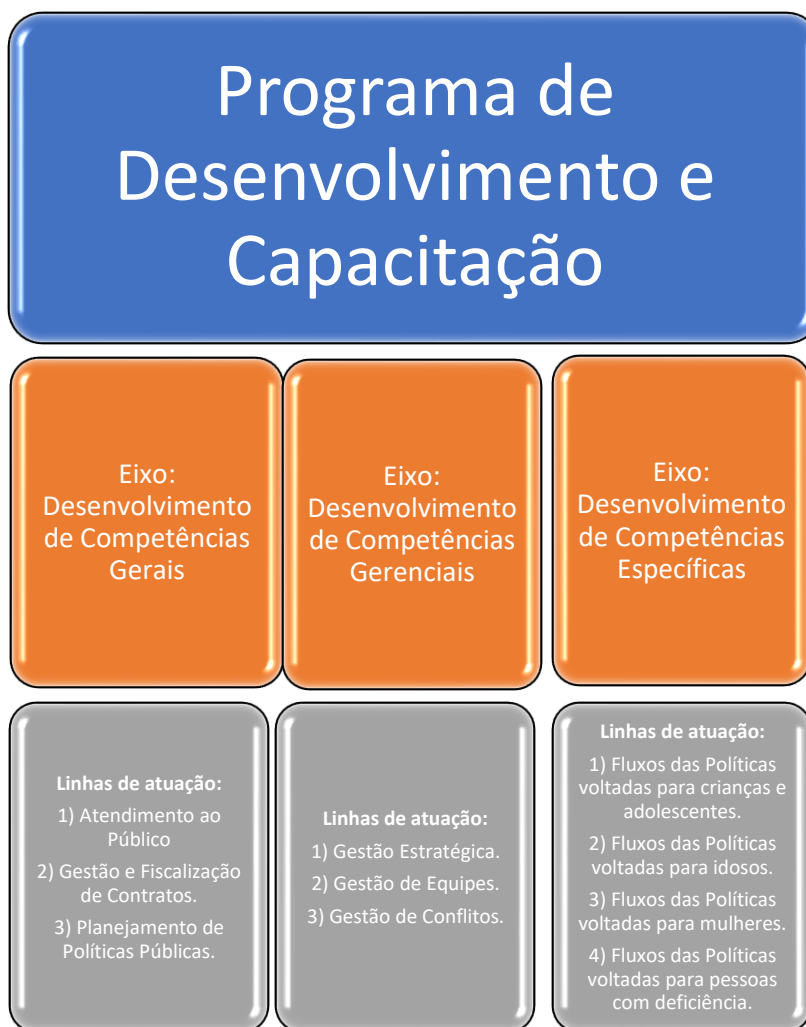 Programa de
Desenvolvimento e
Capacitação
Eixo:
Desenvolvimento
de Competências
Gerais
Eixo:
Desenvolvimento
de Competências
Gerenciais
Eixo:
Desenvolvimento
de Competências
Específicas
Linhas de atuação:
1) Atendimento ao
Público
2) Gestão e Fiscalização
de Contratos.
3) Planejamento de
Políticas Públicas.
Linhas de atuação:
1) Gestão Estratégica.
2) Gestão de Equipes.
3) Gestão de Conflitos.
Linhas de atuação:
1) Fluxos das Políticas
voltadas para crianças e
adolescentes.
2) Fluxos das Políticas
voltadas para idosos.
3) Fluxos das Políticas
voltadas para mulheres.
4) Fluxos das Políticas
voltadas para pessoas
com deficiência.